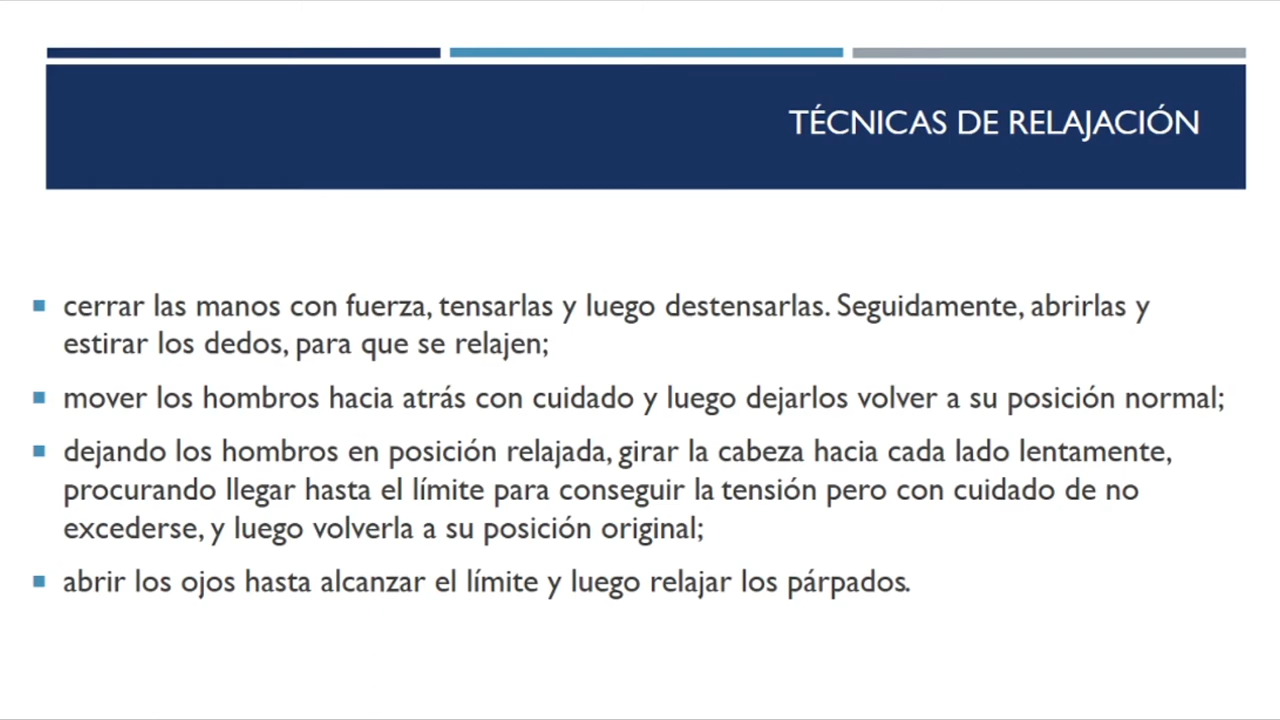 TÉCNICAS DE RELAJACIÓN
cerrar las manos con fuerza, tensarlas y luego destensarlas. Seguidamente, abrirlas y
estirar los dedos, para que se relajen;
mover los hombros hacia atrás con cuidado y luego dejarlos volver a su posición normal;
dejando los hombros en posición relajada, girar la cabeza hacia cada lado lentamente,
procurando llegar hasta el límite para conseguir la tensión pero con cuidado de no
excederse, y luego volverla a su posición original;
abrir los ojos hasta alcanzar el límite y luego relajar los párpados.